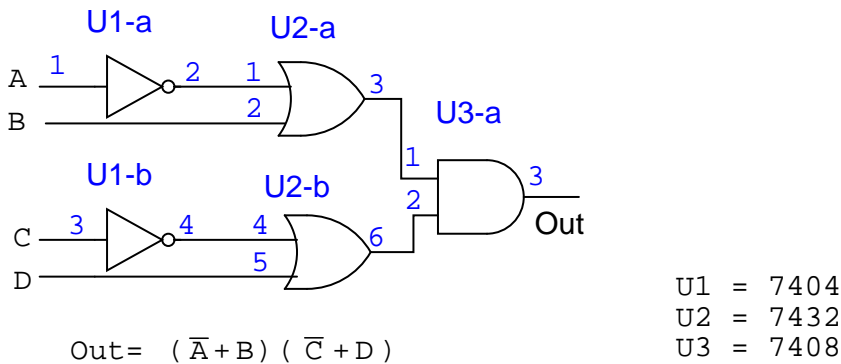 U1-a
U2-a
A 1 2 1 3
B 2
U3-a
1 3
2
Out
U1-b
U2-b
C 3 4 4 6
D 5
U1 = 7404
U2 = 7432
U3 = 7408
Out= (A̅+B)(C̅+D)